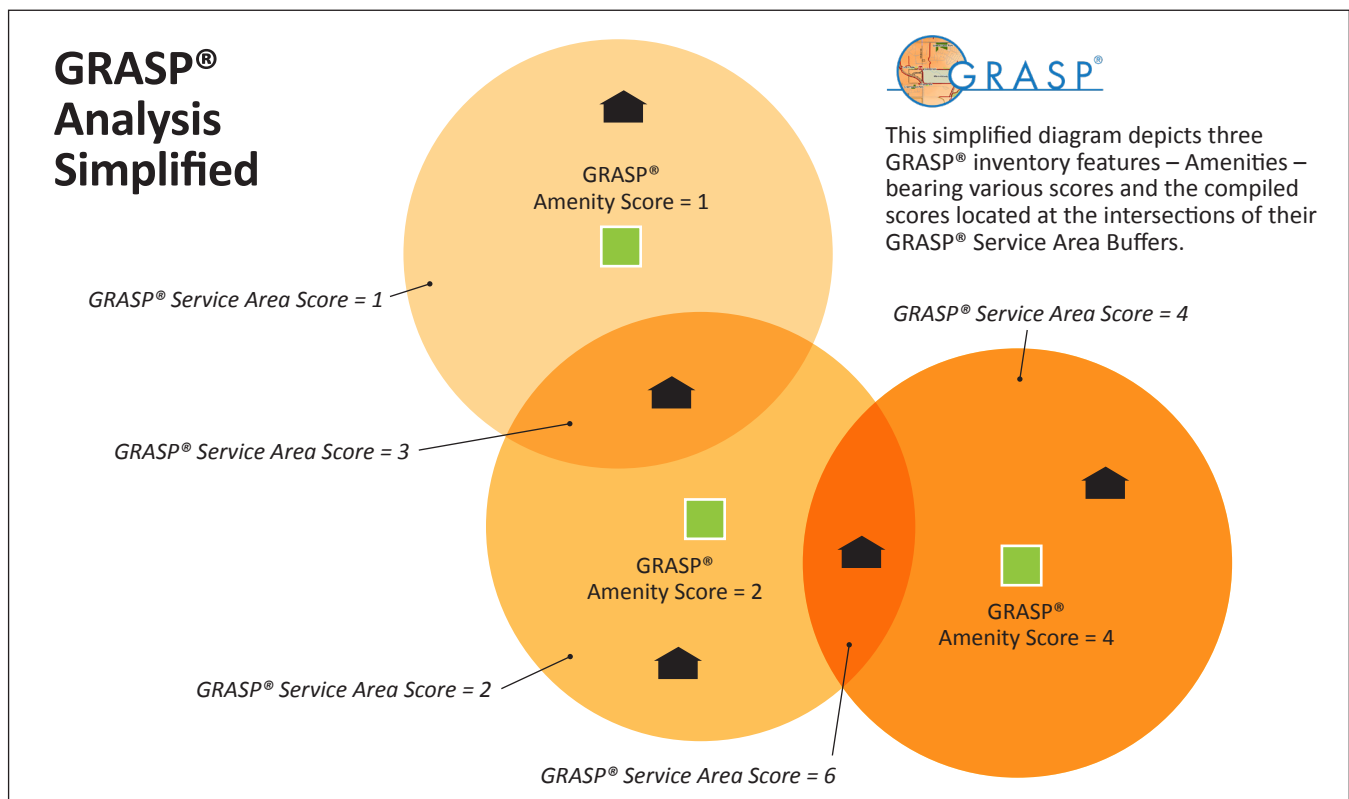 GRASP®
Analysis
Simplified
GRASP®
This simplified diagram depicts three
GRASP® inventory features – Amenities –
bearing various scores and the compiled
scores located at the intersections of their
GRASP® Service Area Buffers.
GRASP®
Amenity Score = 1
GRASP® Service Area Score = 1
GRASP® Service Area Score = 4
GRASP® Service Area Score = 3
GRASP®
Amenity Score = 2
GRASP®
Amenity Score = 4
GRASP® Service Area Score = 2
GRASP® Service Area Score = 6